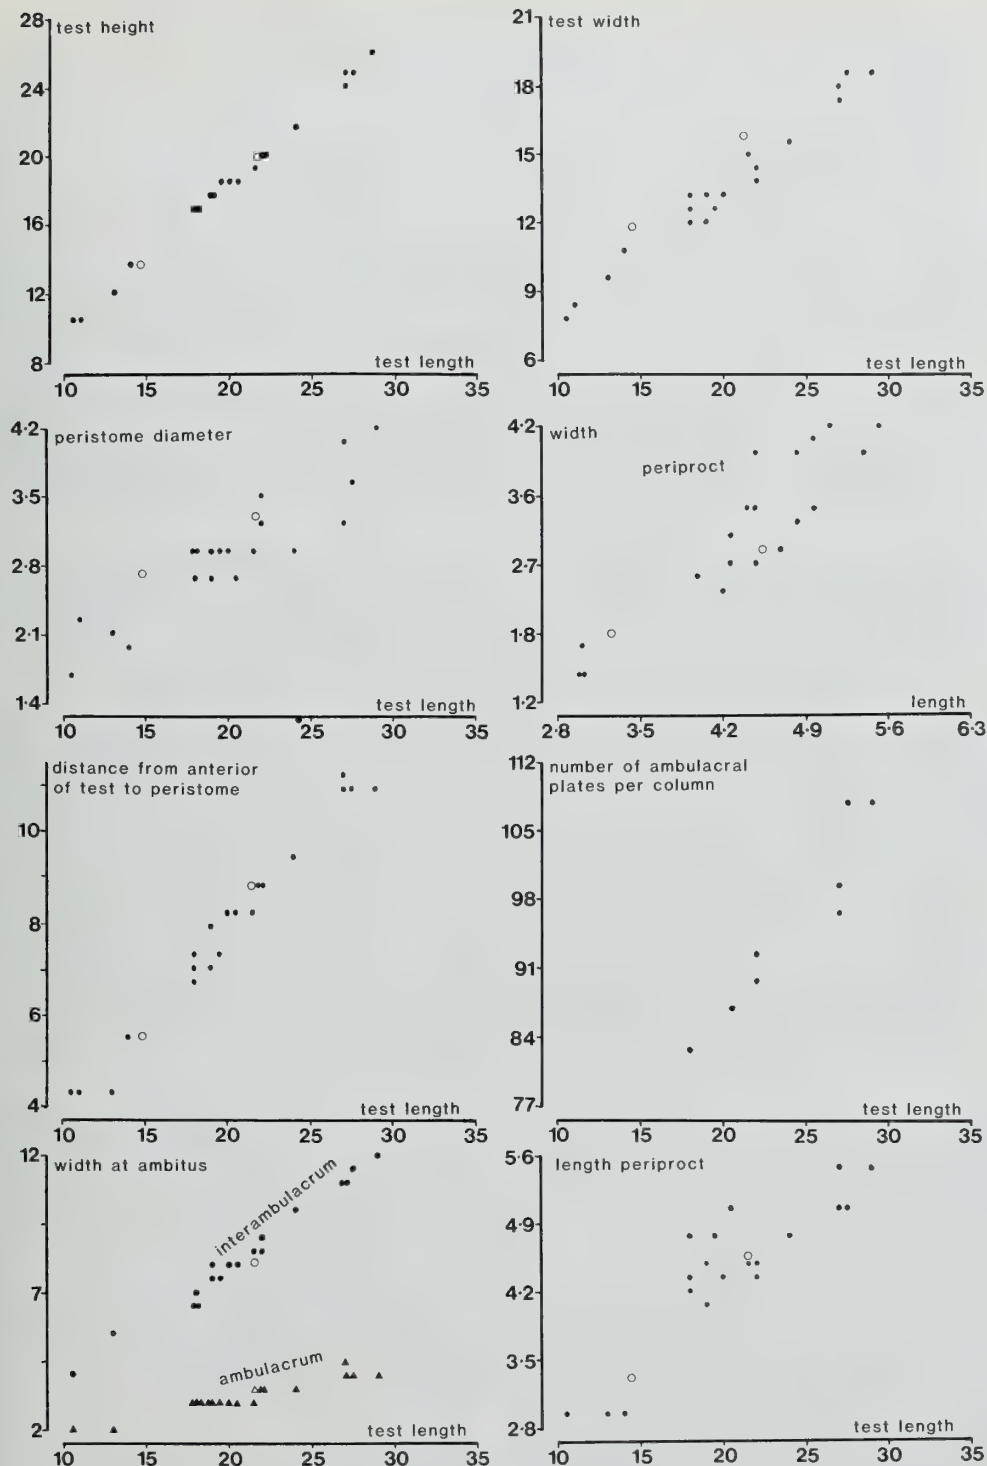 28
test height
24
20
16
12
8
test length
10 15 20 25 30 35
21
test width
18
15
12
9
6
test length
10 15 20 25 30 35
4·2
peristome diameter
3·5
2·8
2·1
1·4
test length
10 15 20 25 30 35
4·2
width
periproct
3·6
2·7
1·8
1·2
length
2·8 3·5 4·2 4·9 5·6 6·3
distance from anterior
of test to peristome
10
8
6
4
test length
10 15 20 25 30 35
112
number of ambulacral
plates per column
105
98
91
84
77
test length
10 15 20 25 30 35
12
width at ambitus
interambulacrum
7
ambulacrum
2
test length
10 15 20 25 30 35
5·6
length periproct
4·9
4·2
3·5
2·8
test length
10 15 20 25 30 35